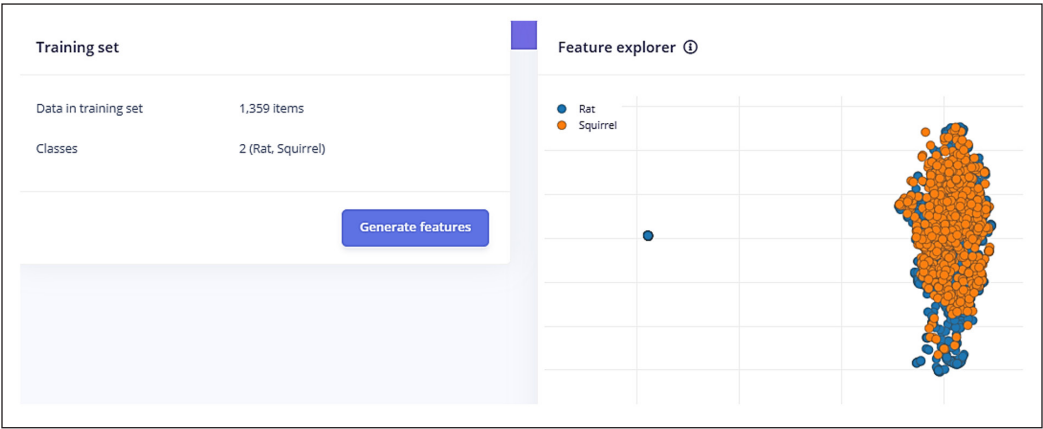 Training set
Data in training set 1,359 items
Classes 2 (Rat, Squirrel)
Generate features
Feature explorer
Rat
Squirrel